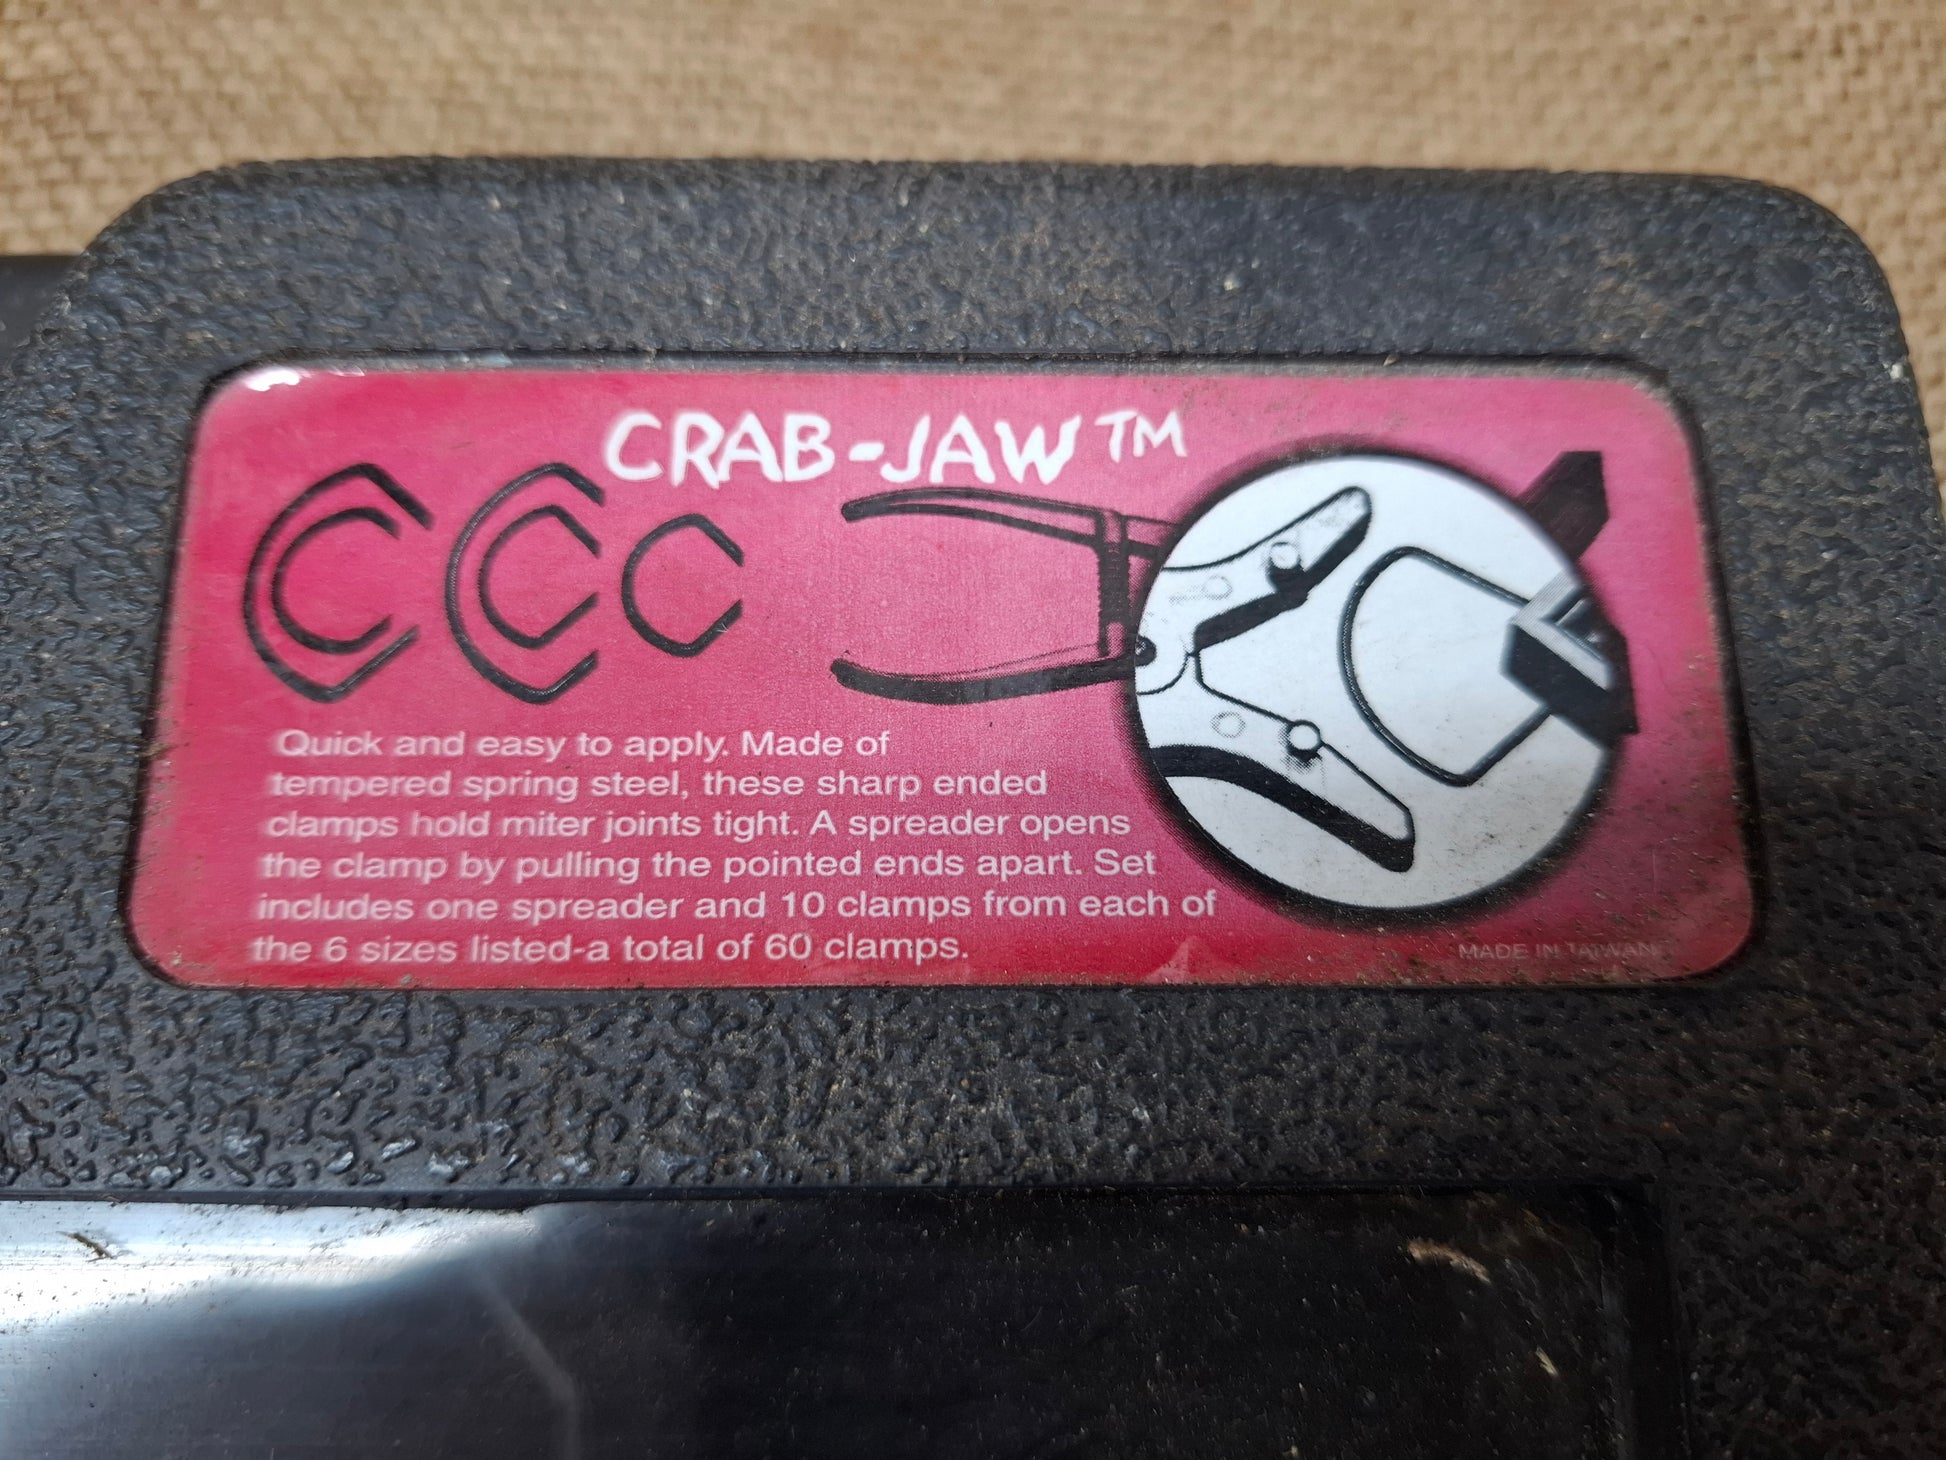 CRAB-JAW™
Quick and easy to apply. Made of
tempered spring steel, these sharp ended
clamps hold miter joints tight. A spreader opens
the clamp by pulling the pointed ends apart. Set
includes one spreader and 10 clamps from each of
the 6 sizes listed-a total of 60 clamps.
MADE IN TAIWAN